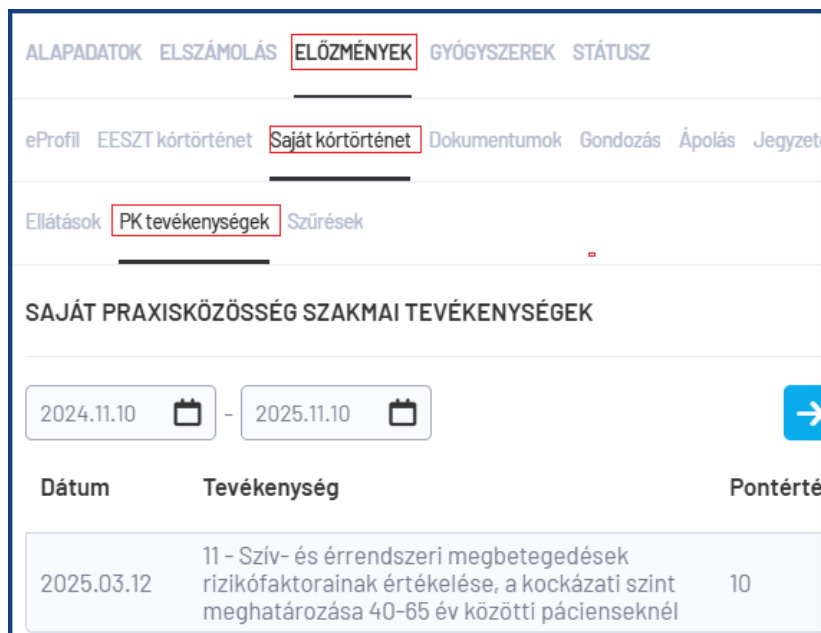 ALAPADATOK ELSZÁMOLÁS ELŐZMÉNYEK GYÓGYSZEREK STÁTUSZ
eProfil EESZT kórtörténet Saját kórtörténet Dokumentumok Gondozás Ápolás Jegyzet
Ellátások PK tevékenységek Szűrések
SAJÁT PRAXISKÖZÖSSÉG SZAKMAI TEVÉKENYSÉGEK
2024.11.10 - 2025.11.10
Dátum Tevékenység Pontérté
2025.03.12 11 - Szív- és érrendszeri megbetegedések
rizikófaktorainak értékelése, a kockázati szint 10
meghatározása 40-65 év közötti pácienseknél